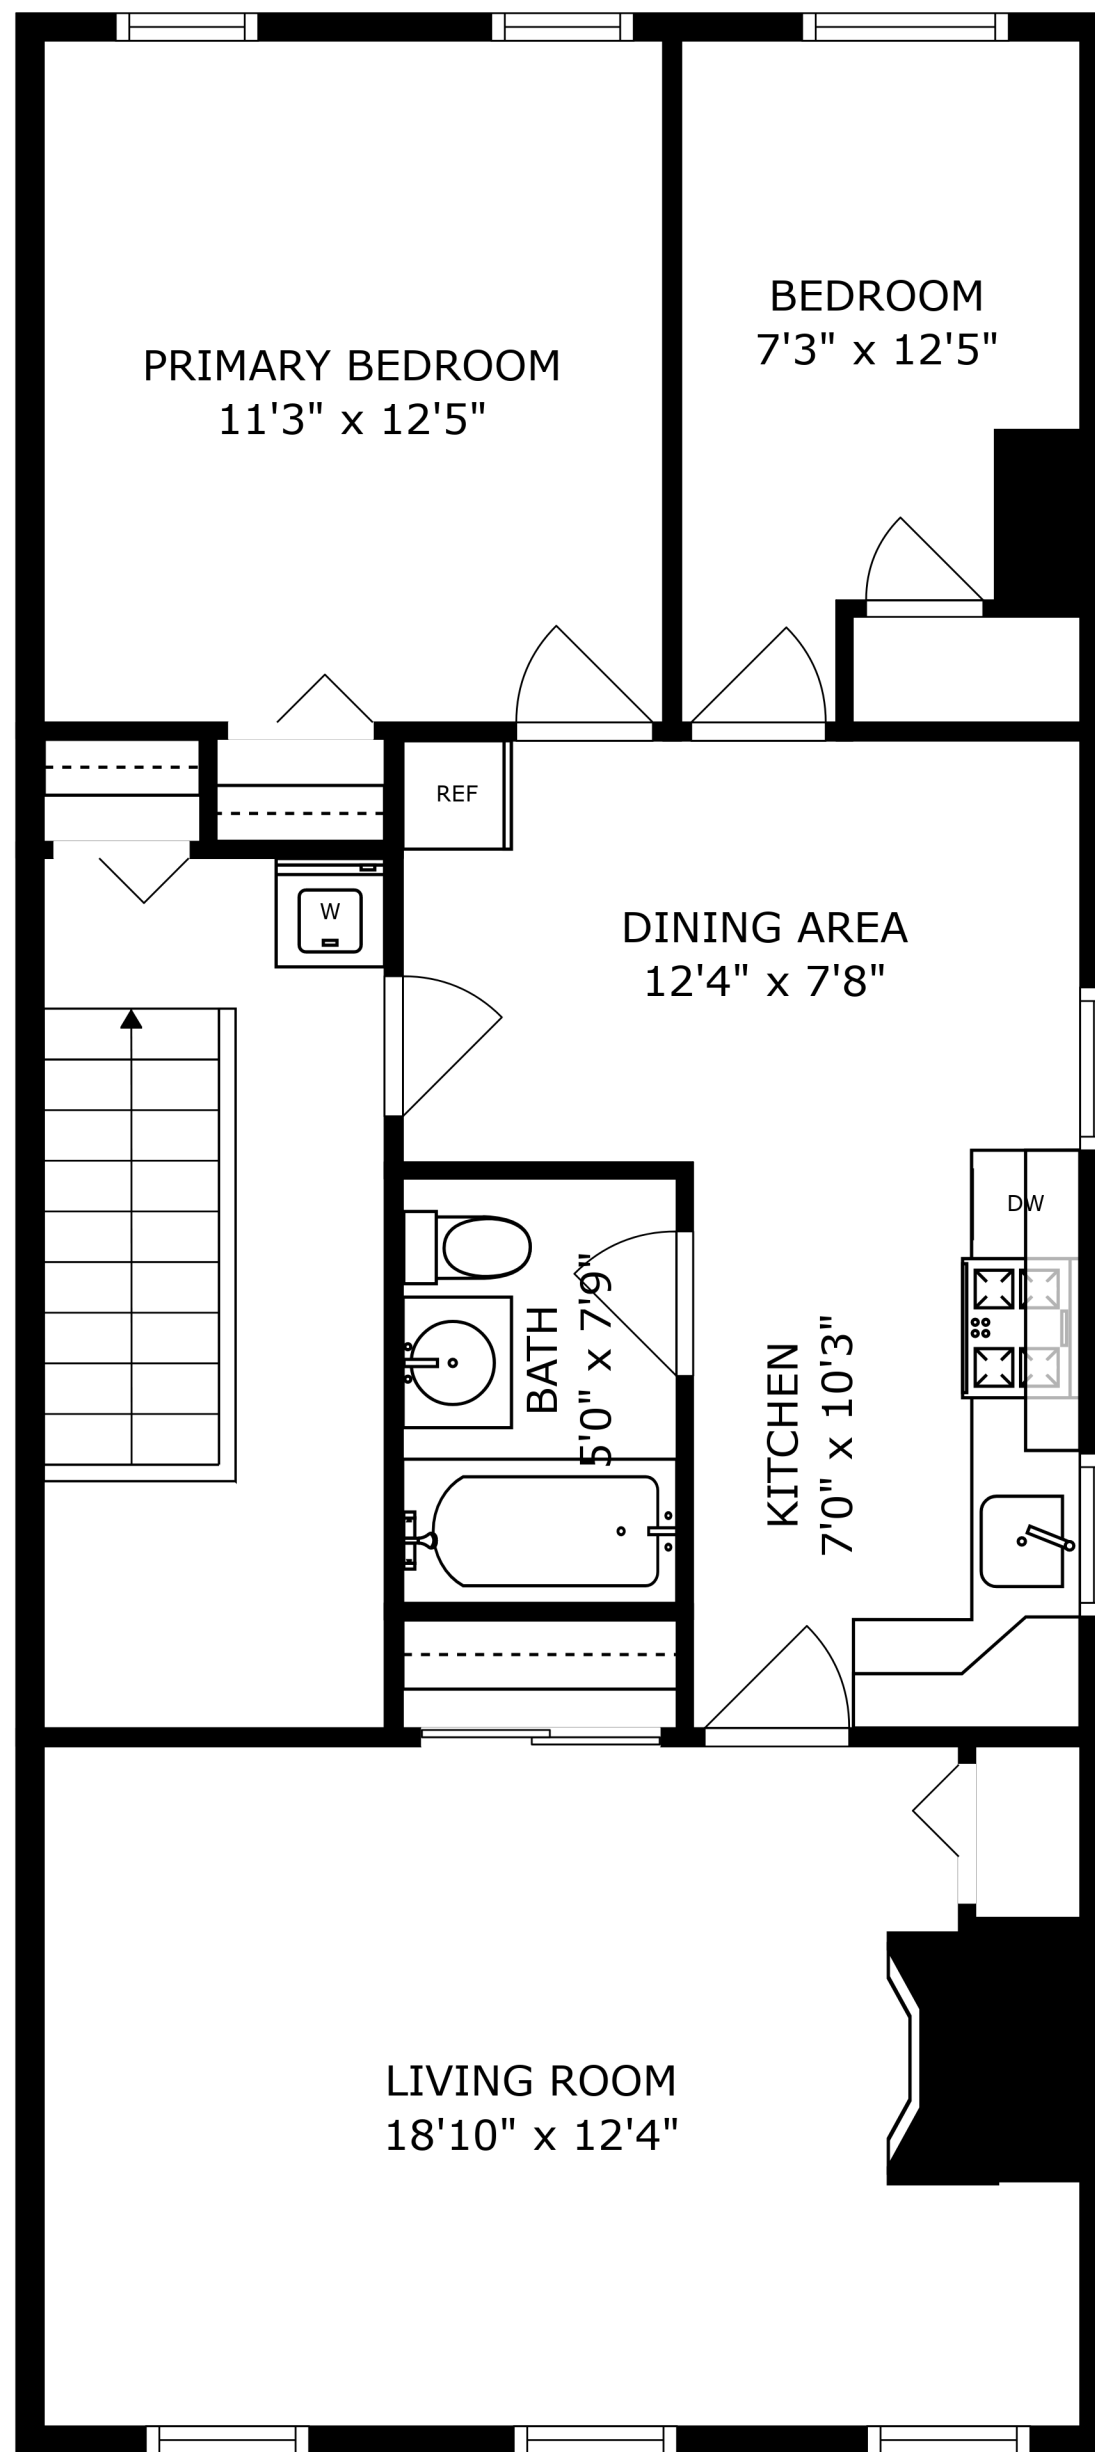 BEDROOM
7'3" x 12'5"
PRIMARY BEDROOM
11'3" x 12'5"
REF
W
DINING AREA
12'4" x 7'8"
DW
BATH
5'0" x 7'9"
KITCHEN
7'0" x 10'3"
LIVING ROOM
18'10" x 12'4"